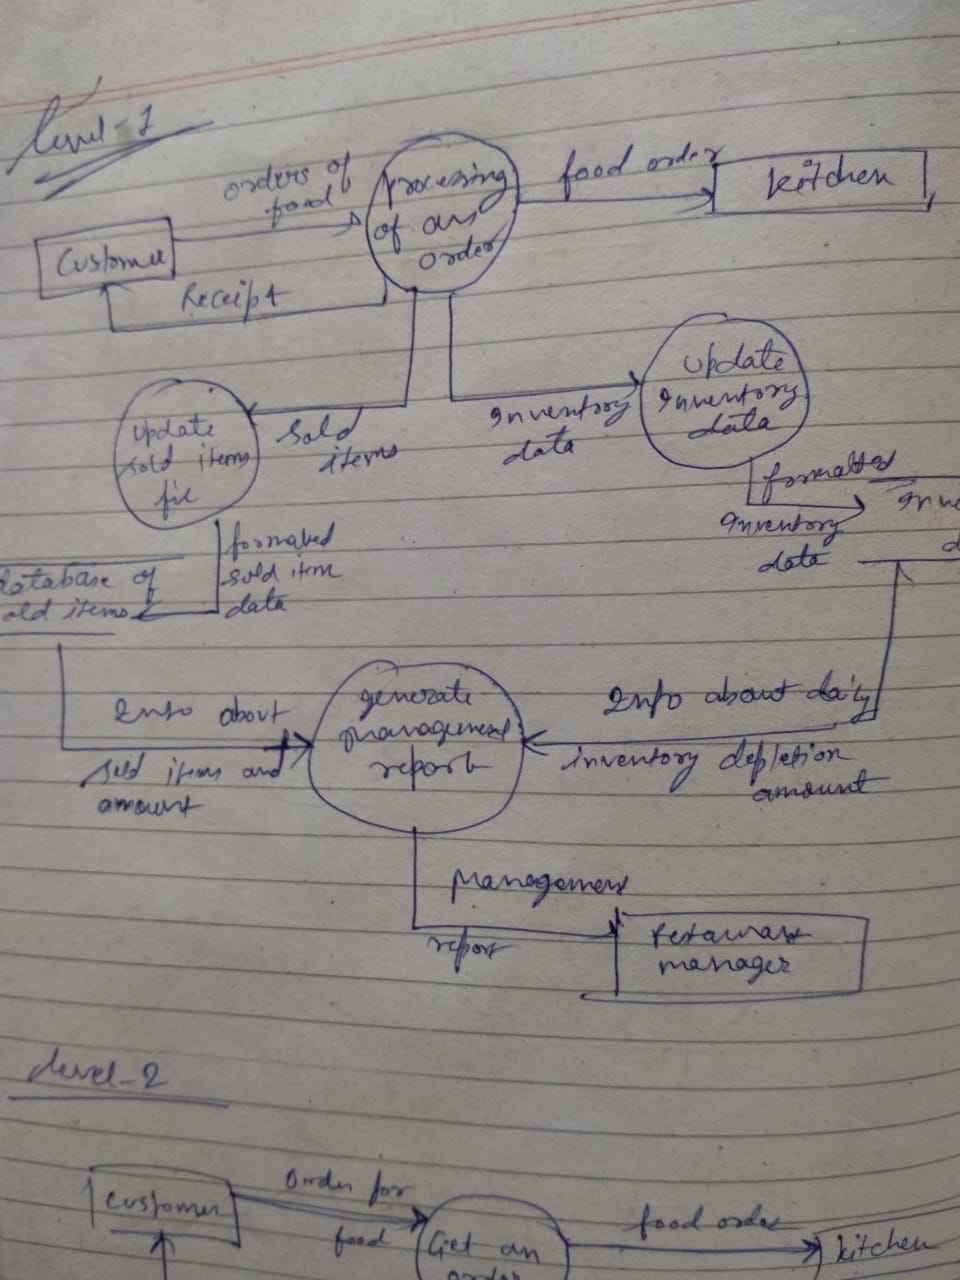 Level-1
orders of
food
Customer
Receipt
processing
of an
order
food order
kitchen
update
sold items
file
sold
items
Inventory
data
update
Inventory
data
formatted
Inventory
data
formated
sold item
data
database of
sold items
Info about
sold items and
amount
generate
management
report
Info about daily
inventory depletion
amount
management
report
restaurant
manager
Level-2
Customer
order for
food
Get an
order
food order
kitchen